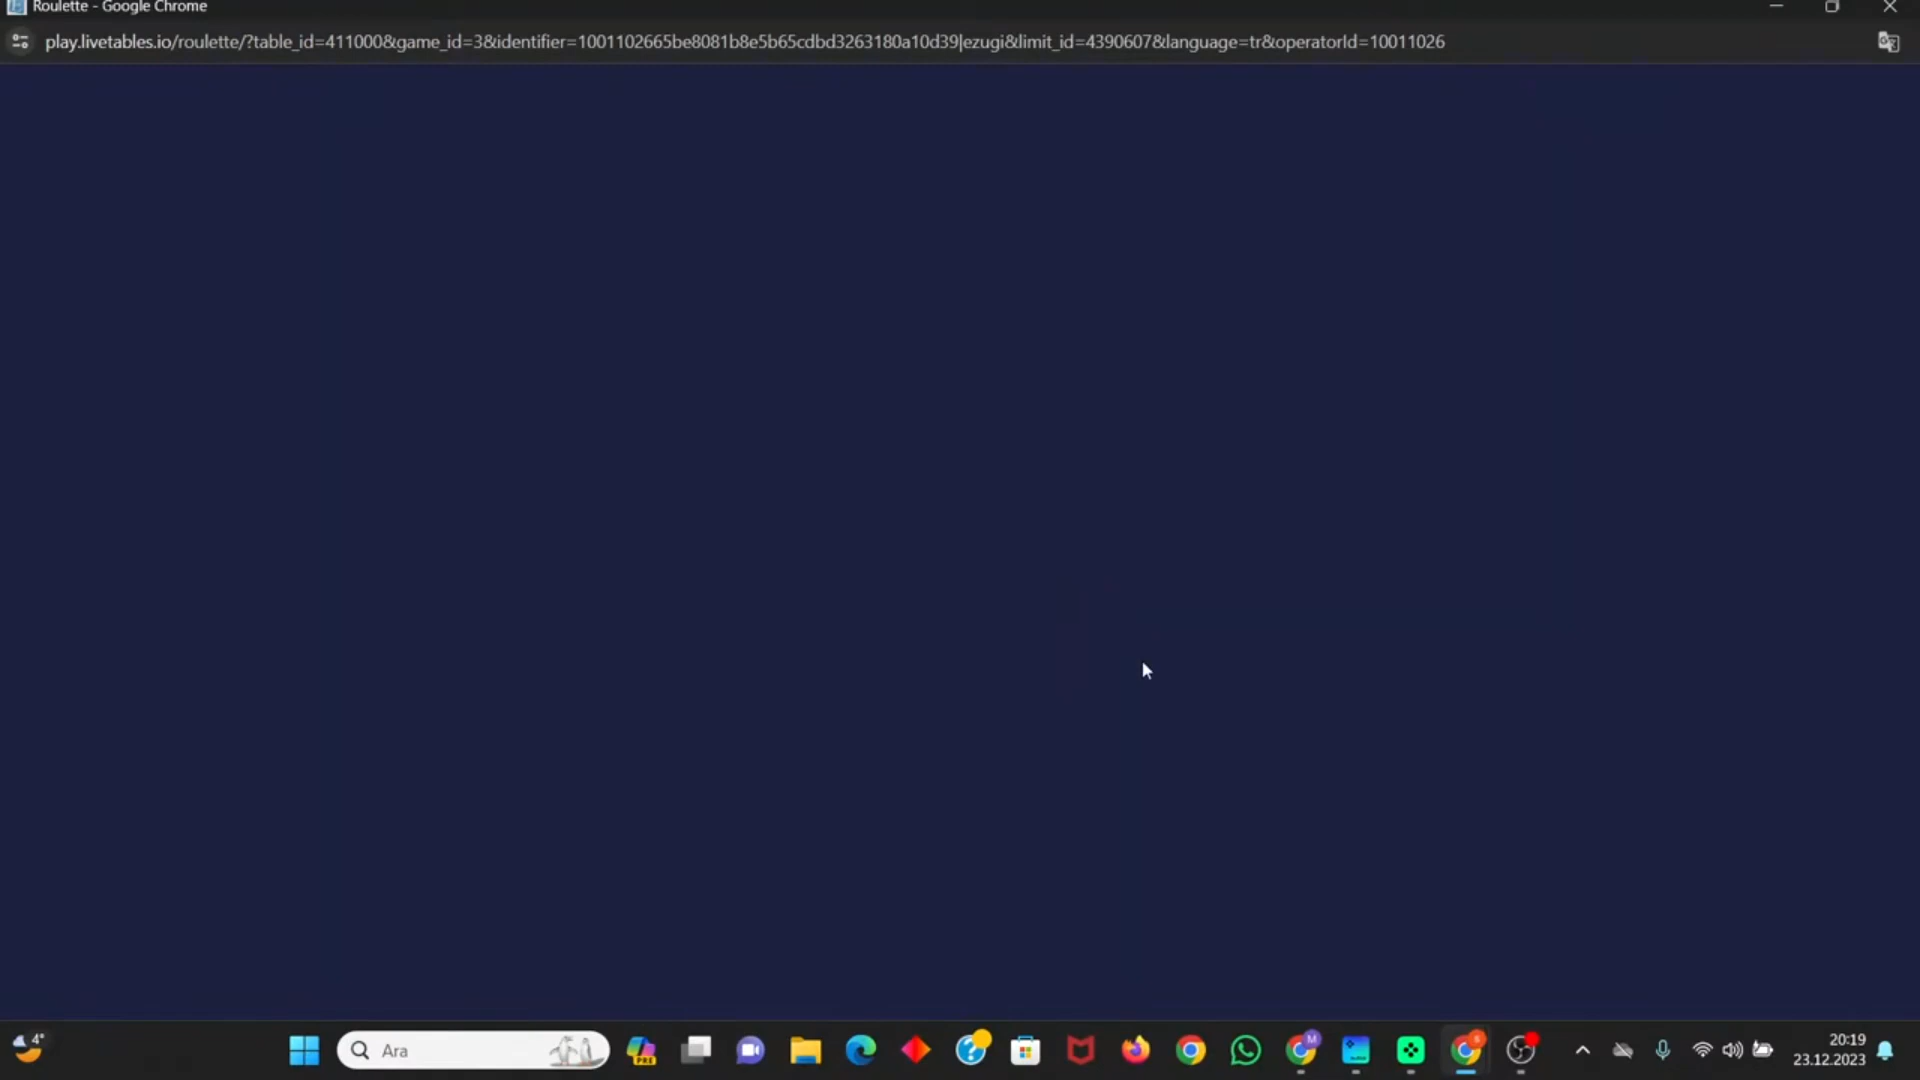 Roulette - Google Chrome
play.livetables.io/roulette/?table_id=411000&game_id=3&identifier=1001102665be8081b8e5b65cdbd3263180a10d39|ezugi&limit_id=4390607&language=tr&operatorId=10011026
4°
Ara
PRE
M
20:19
23.12.2023